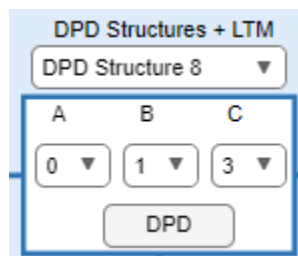 DPD Structures + LTM
DPD Structure 8
A B C
0 1 3
DPD